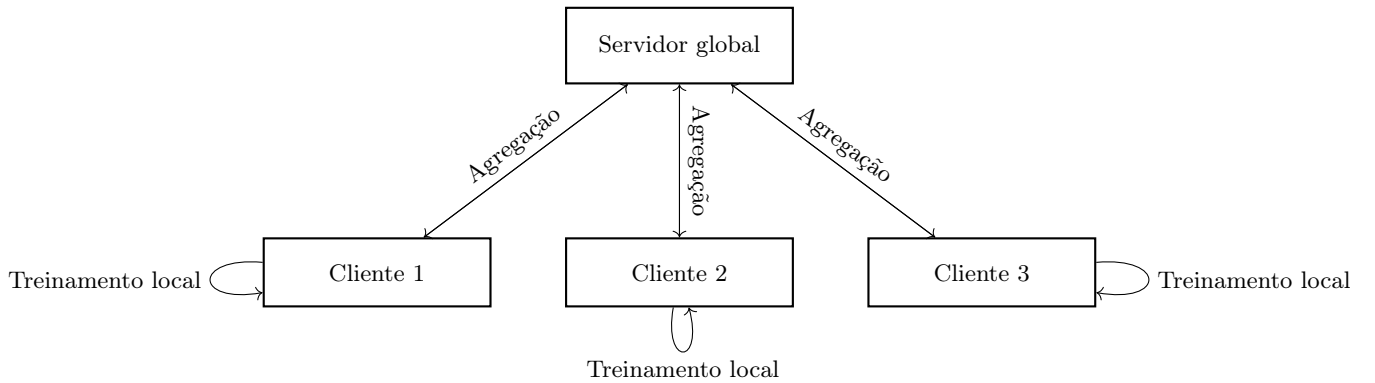 Servidor global
Agregação
Agregação
Agregação
Cliente 1
Cliente 2
Cliente 3
Treinamento local
Treinamento local
Treinamento local